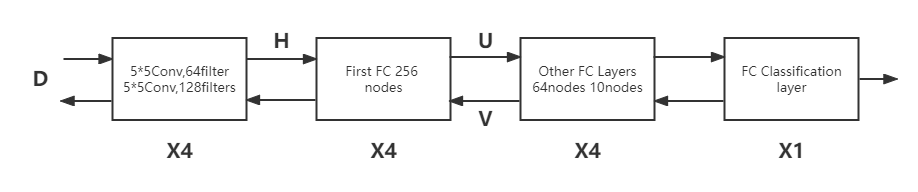 D
5*5Conv,64filter
5*5Conv,128filters
X4
H
First FC 256
nodes
X4
U
V
Other FC Layers
64nodes 10nodes
X4
FC Classification
layer
X1